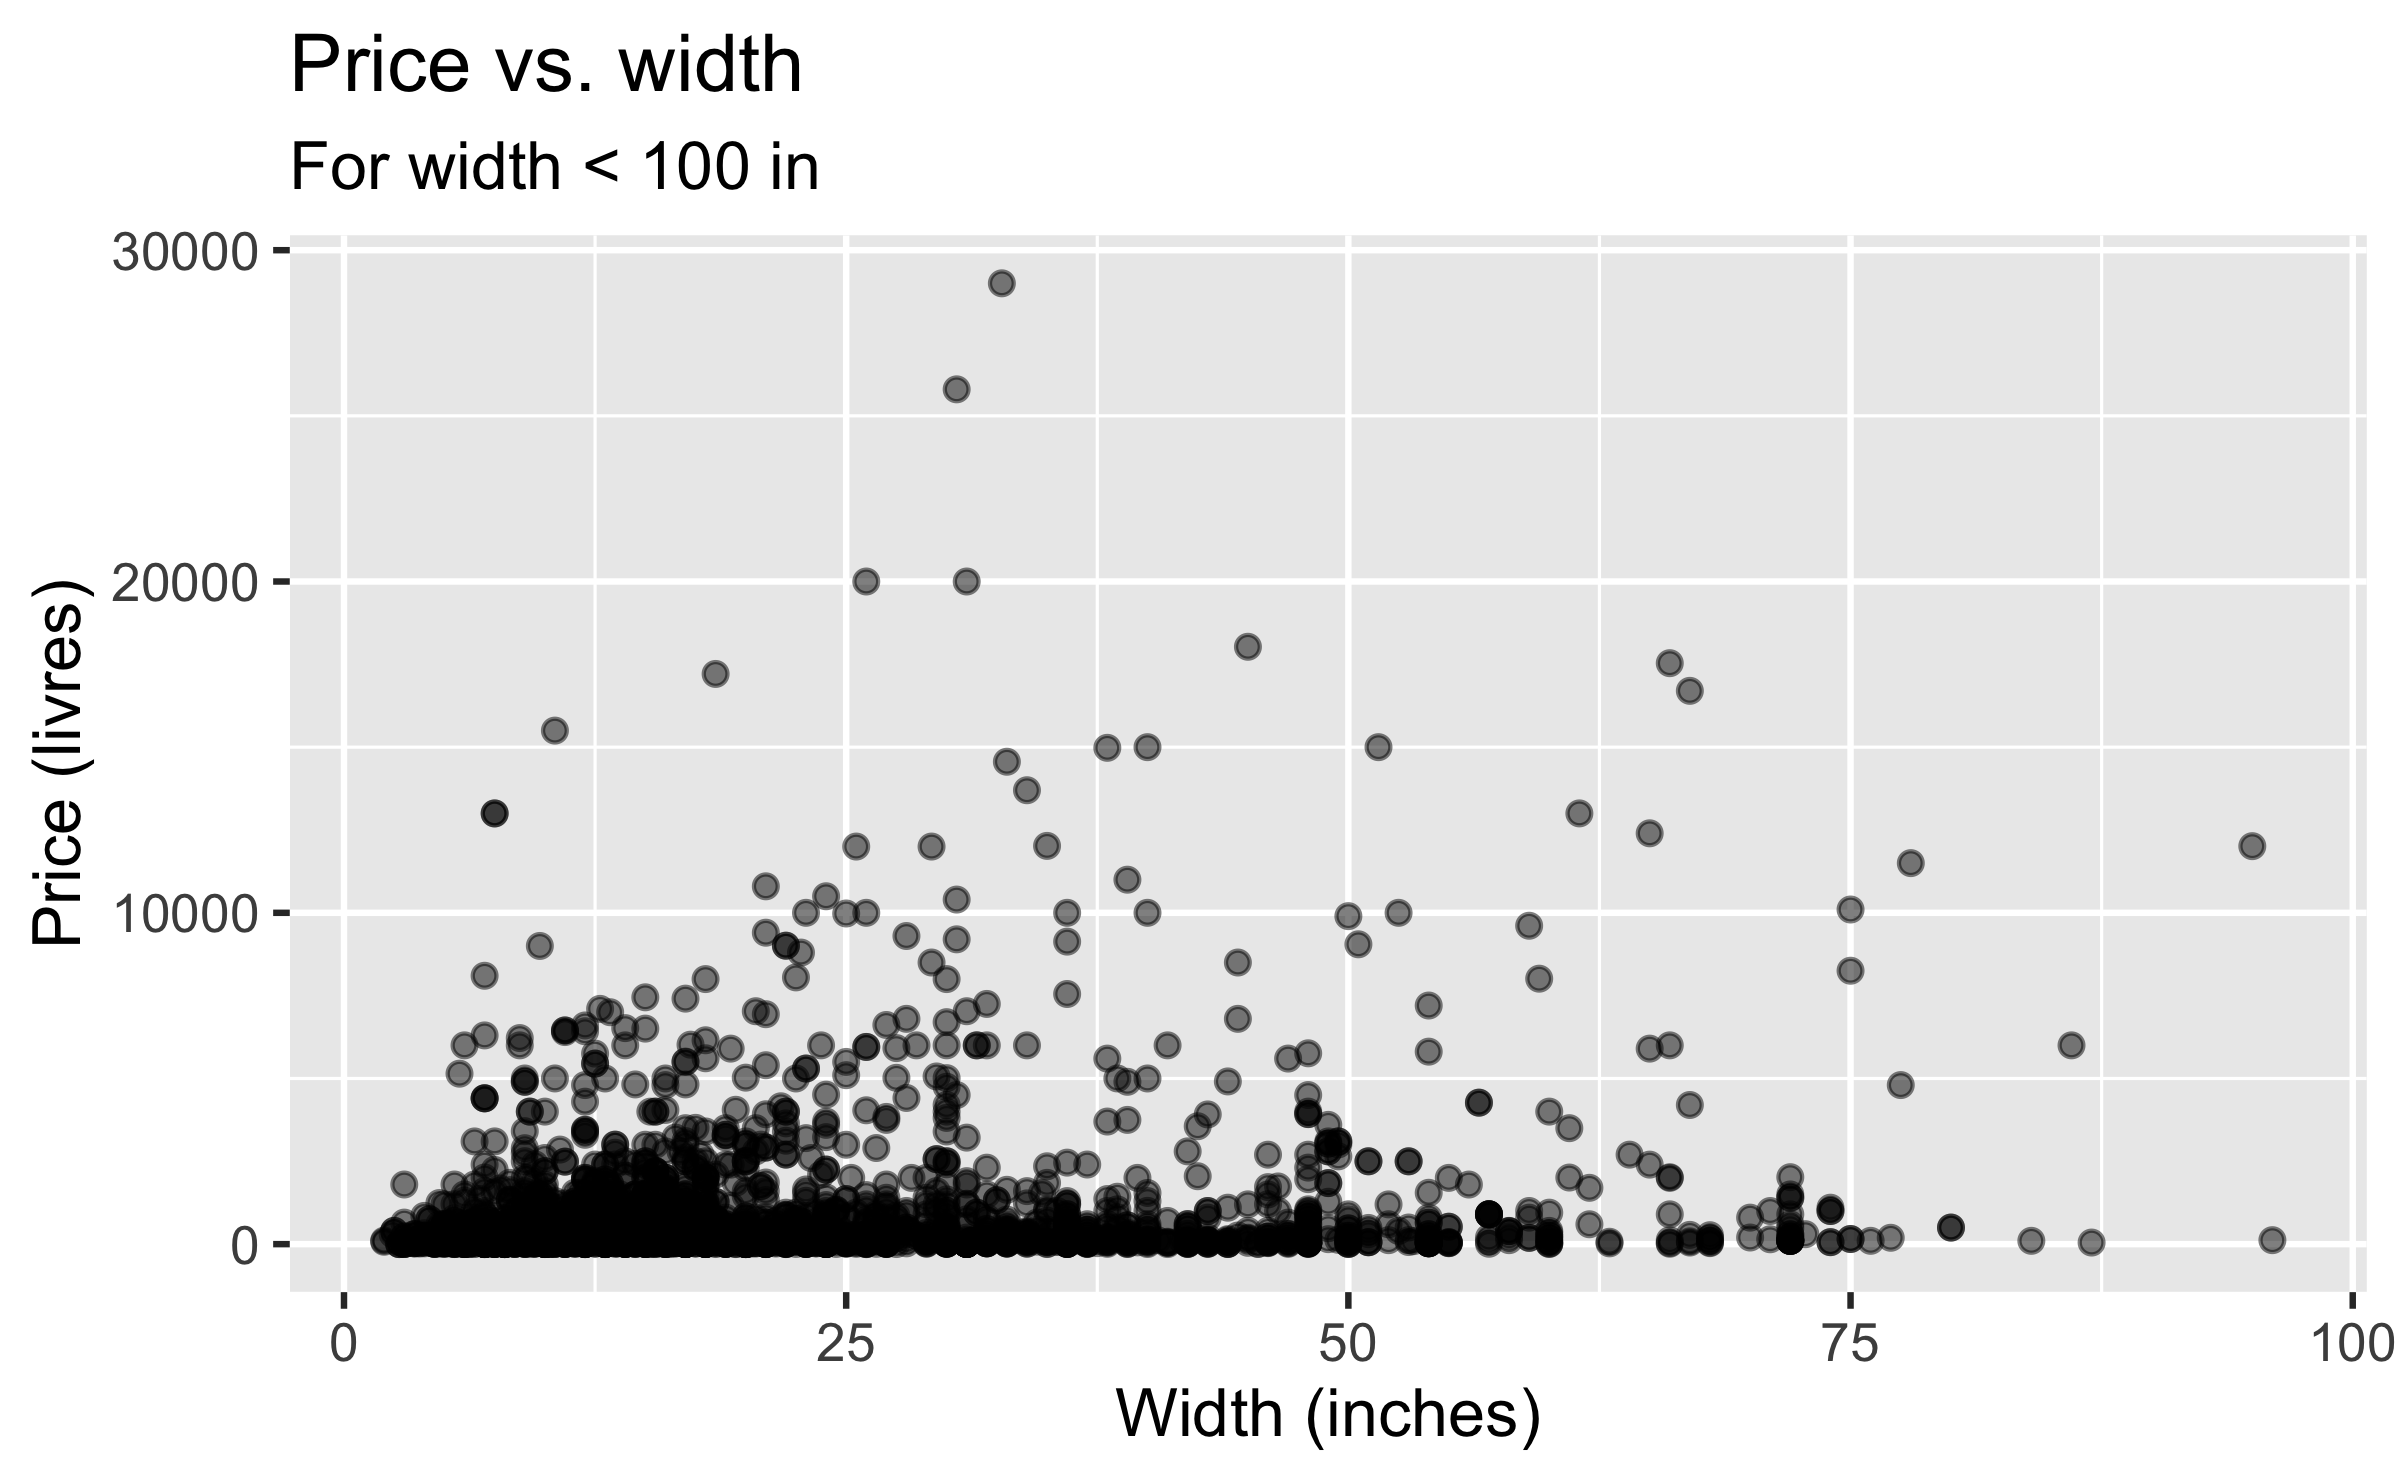 Price vs. width
For width < 100 in
30000
20000
10000
0
Price (livres)
0 25 50 75 100
Width (inches)